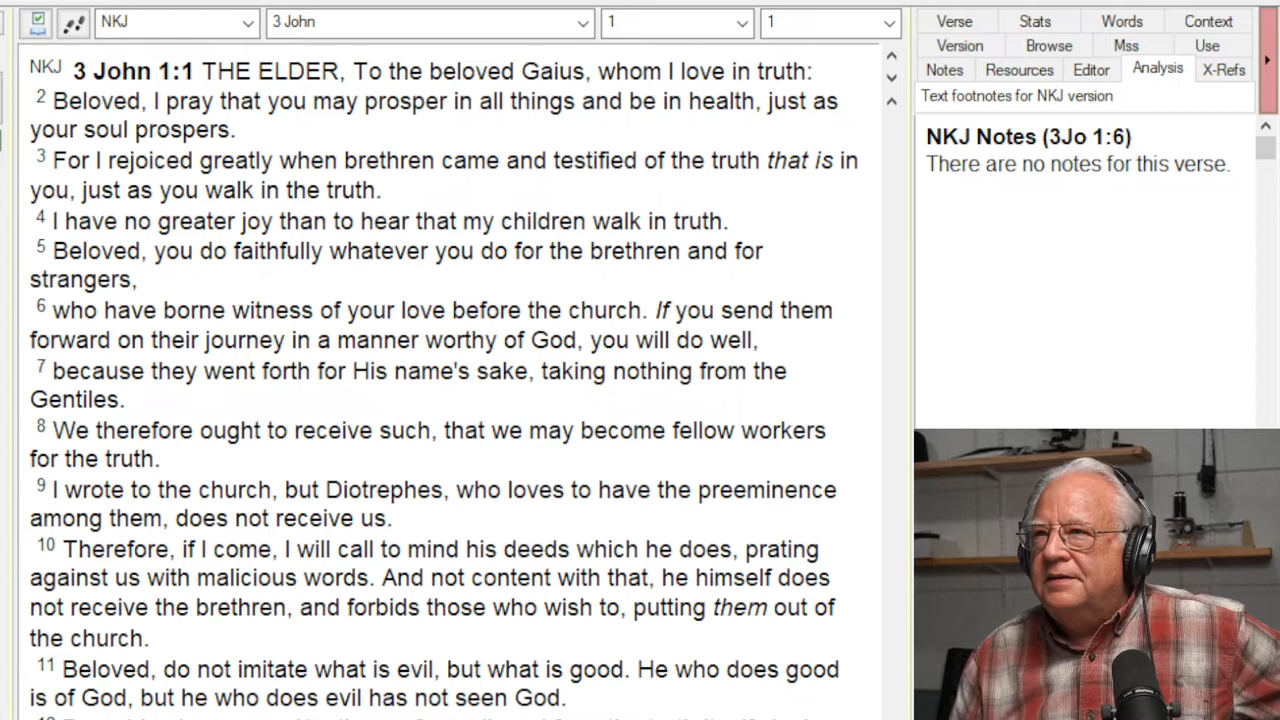 NKJ 3 John 1 1
Verse Stats Words Context
Version Browse Mss Use
Notes Resources Editor Analysis X-Refs
Text footnotes for NKJ version
NKJ Notes (3Jo 1:6)
There are no notes for this verse.
NKJ 3 John 1:1 THE ELDER, To the beloved Gaius, whom I love in truth:
2 Beloved, I pray that you may prosper in all things and be in health, just as
your soul prospers.
3 For I rejoiced greatly when brethren came and testified of the truth that is in
you, just as you walk in the truth.
4 I have no greater joy than to hear that my children walk in truth.
5 Beloved, you do faithfully whatever you do for the brethren and for
strangers,
6 who have borne witness of your love before the church. If you send them
forward on their journey in a manner worthy of God, you will do well,
7 because they went forth for His name's sake, taking nothing from the
Gentiles.
8 We therefore ought to receive such, that we may become fellow workers
for the truth.
9 I wrote to the church, but Diotrephes, who loves to have the preeminence
among them, does not receive us.
10 Therefore, if I come, I will call to mind his deeds which he does, prating
against us with malicious words. And not content with that, he himself does
not receive the brethren, and forbids those who wish to, putting them out of
the church.
11 Beloved, do not imitate what is evil, but what is good. He who does good
is of God, but he who does evil has not seen God.